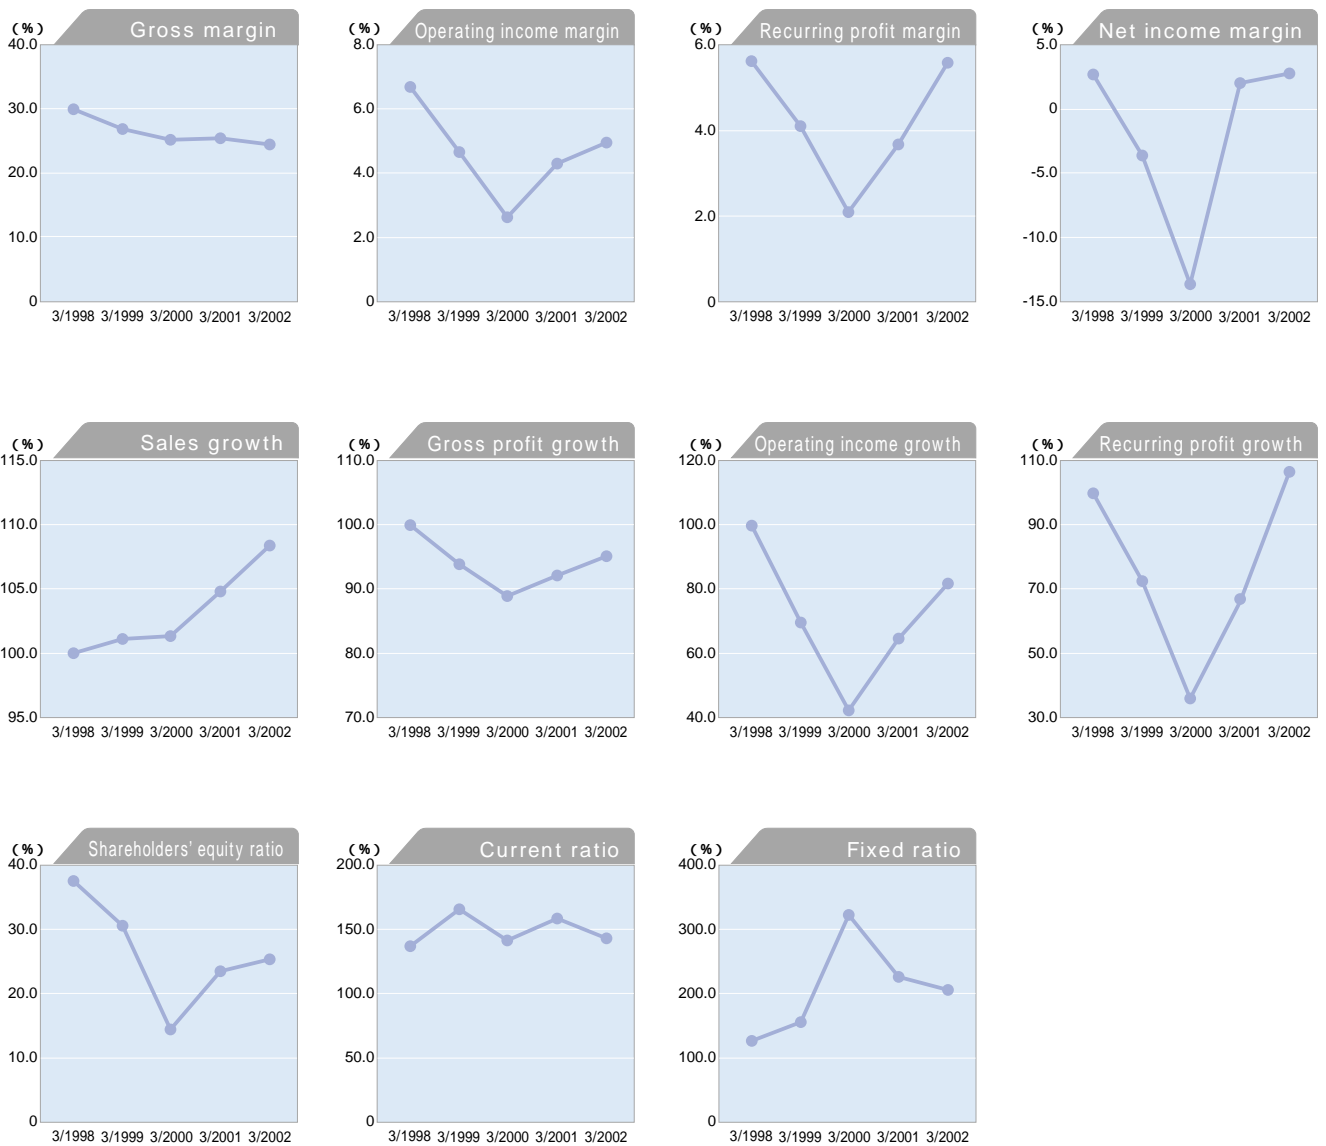 Gross margin
(%)
40.0
30.0
20.0
10.0
0
3/1998 3/1999 3/2000 3/2001 3/2002
Operating income margin
(%)
8.0
6.0
4.0
2.0
0
3/1998 3/1999 3/2000 3/2001 3/2002
Recurring profit margin
(%)
6.0
4.0
2.0
0
3/1998 3/1999 3/2000 3/2001 3/2002
Net income margin
(%)
5.0
0
-5.0
-10.0
-15.0
3/1998 3/1999 3/2000 3/2001 3/2002
Sales growth
(%)
115.0
110.0
105.0
100.0
95.0
3/1998 3/1999 3/2000 3/2001 3/2002
Gross profit growth
(%)
110.0
100.0
90.0
80.0
70.0
3/1998 3/1999 3/2000 3/2001 3/2002
Operating income growth
(%)
120.0
100.0
80.0
60.0
40.0
3/1998 3/1999 3/2000 3/2001 3/2002
Recurring profit growth
(%)
110.0
90.0
70.0
50.0
30.0
3/1998 3/1999 3/2000 3/2001 3/2002
Shareholders' equity ratio
(%)
40.0
30.0
20.0
10.0
0
3/1998 3/1999 3/2000 3/2001 3/2002
Current ratio
(%)
200.0
150.0
100.0
50.0
0
3/1998 3/1999 3/2000 3/2001 3/2002
Fixed ratio
(%)
400.0
300.0
200.0
100.0
0
3/1998 3/1999 3/2000 3/2001 3/2002